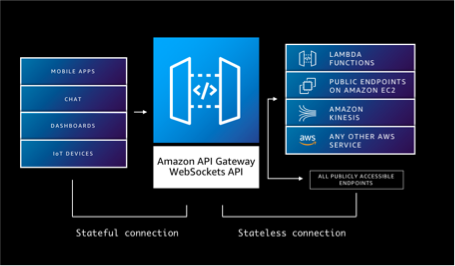 MOBILE APPS
CHAT
DASHBOARDS
IoT DEVICES
</>
Amazon API Gateway
WebSockets API
LAMBDA
FUNCTIONS
PUBLIC ENDPOINTS
ON AMAZON EC2
AMAZON
KINESIS
aws
ANY OTHER AWS
SERVICE
ALL PUBLICLY ACCESSIBLE
ENDPOINTS
Stateful connection
Stateless connection